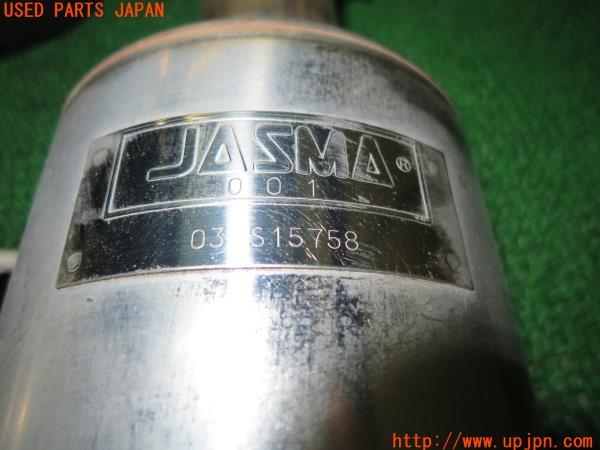 USED PARTS JAPAN
JASMA®
001
03 S15758
http://www.upjpn.com/